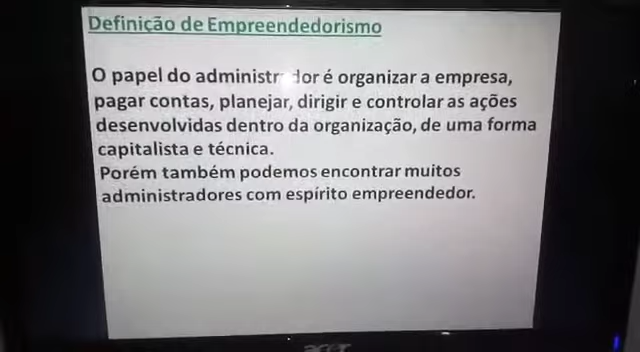 Definição de Empreendedorismo
O papel do administrador é organizar a empresa,
pagar contas, planejar, dirigir e controlar as ações
desenvolvidas dentro da organização, de uma forma
capitalista e técnica.
Porém também podemos encontrar muitos
administradores com espírito empreendedor.
acer